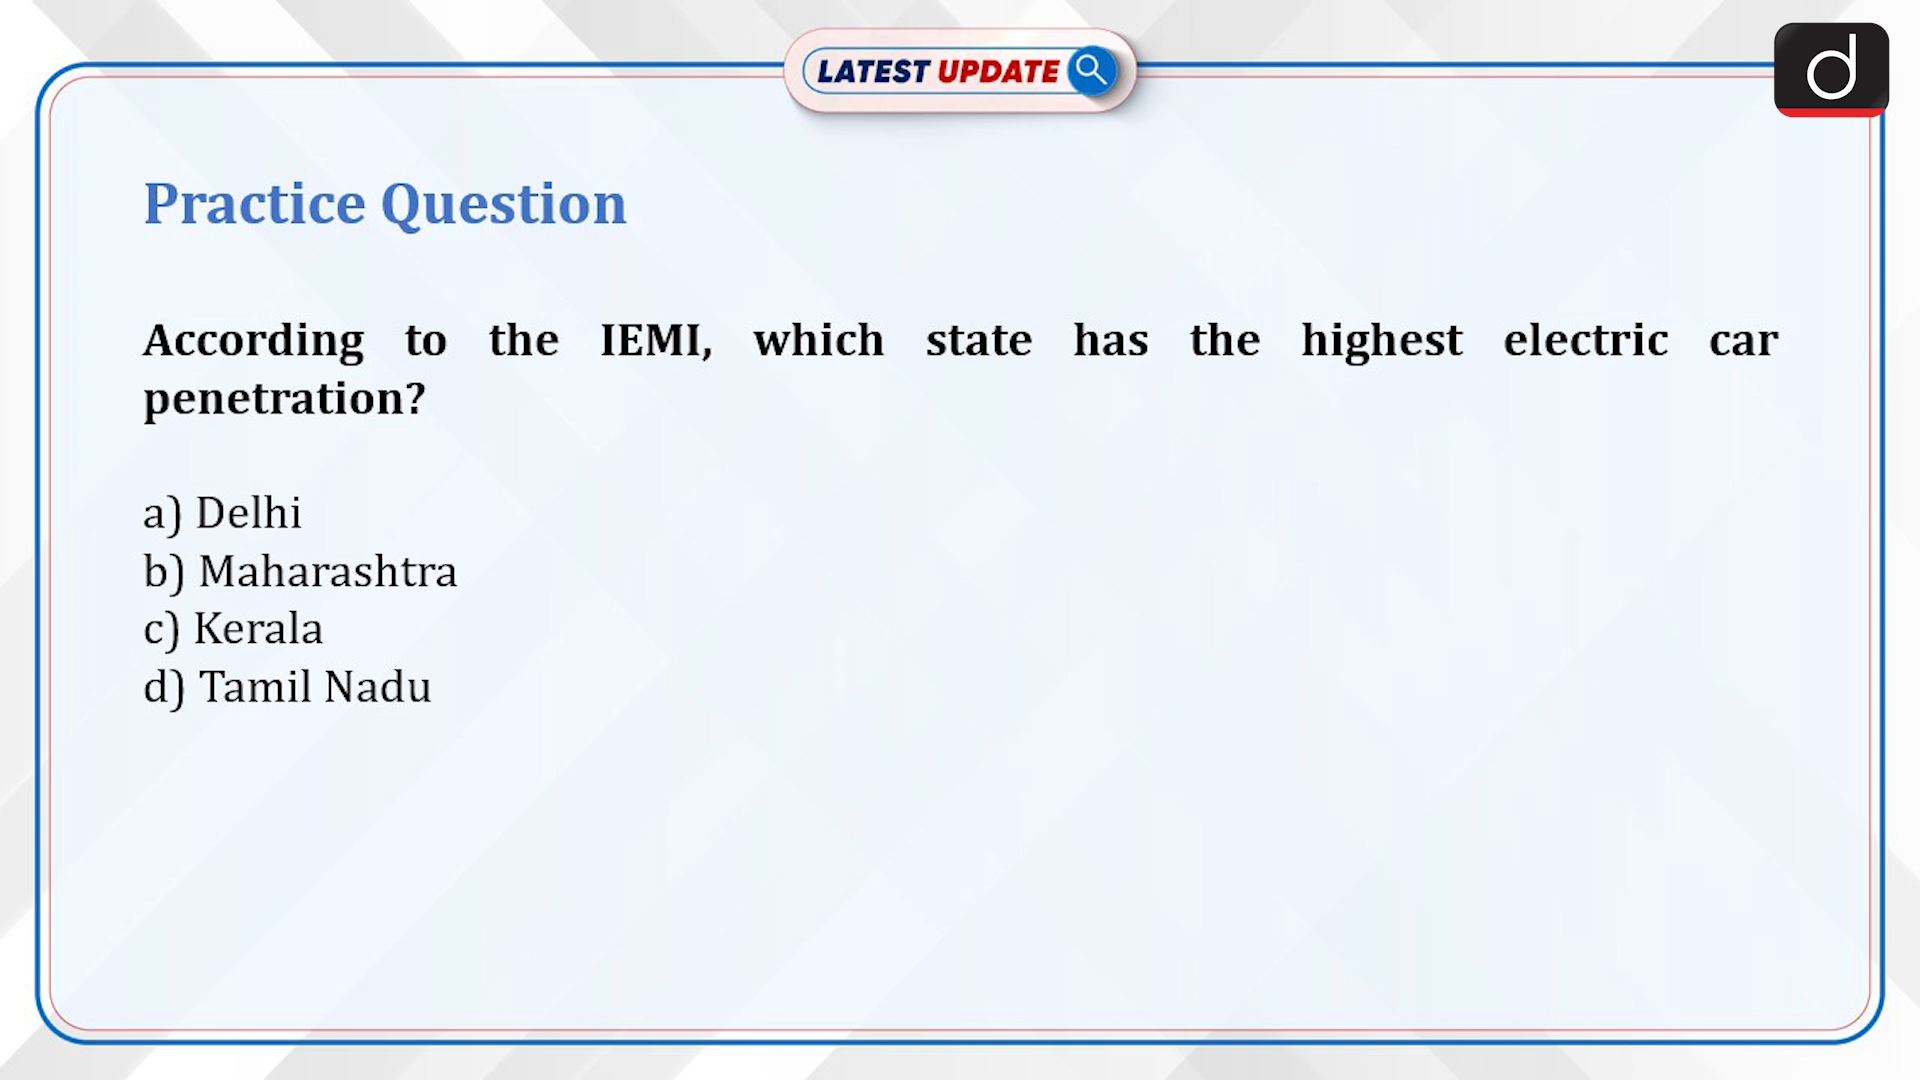 LATEST UPDATE
d
Practice Question
According to the IEMI, which state has the highest electric car
penetration?
a) Delhi
b) Maharashtra
c) Kerala
d) Tamil Nadu